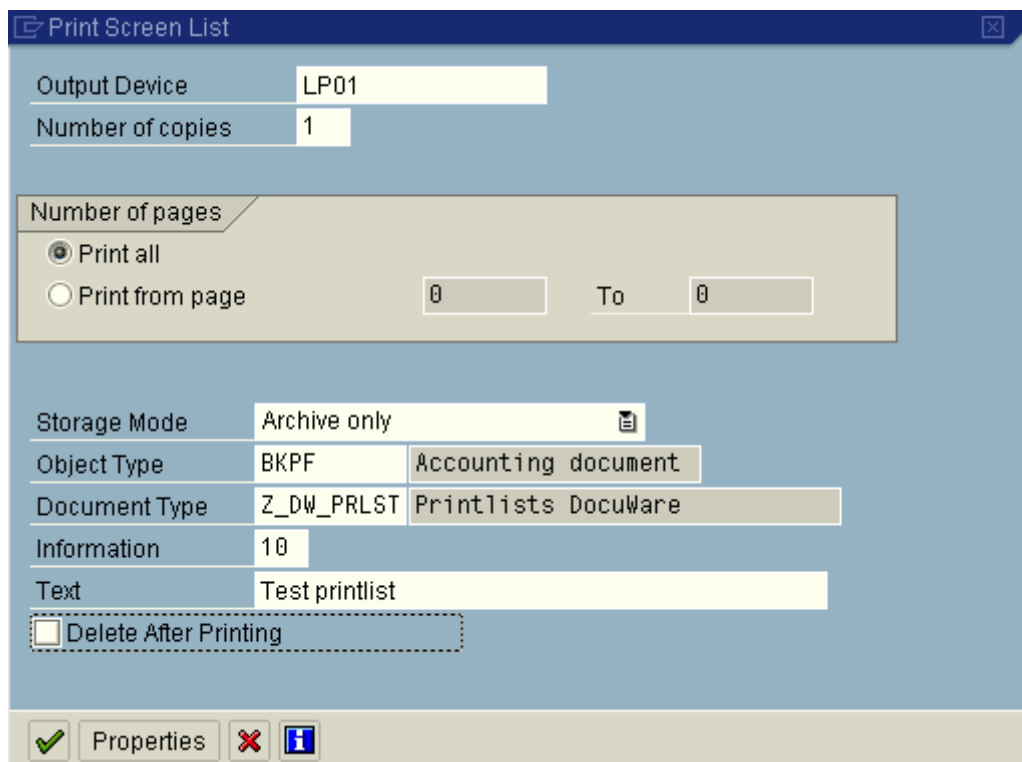 Print Screen List
Output Device LP01
Number of copies 1
Number of pages
Print all
Print from page 0 To 0
Storage Mode Archive only
Object Type BKPF Accounting document
Document Type Z_DW_PRLST Printlists DocuWare
Information 10
Text Test printlist
Delete After Printing
Properties